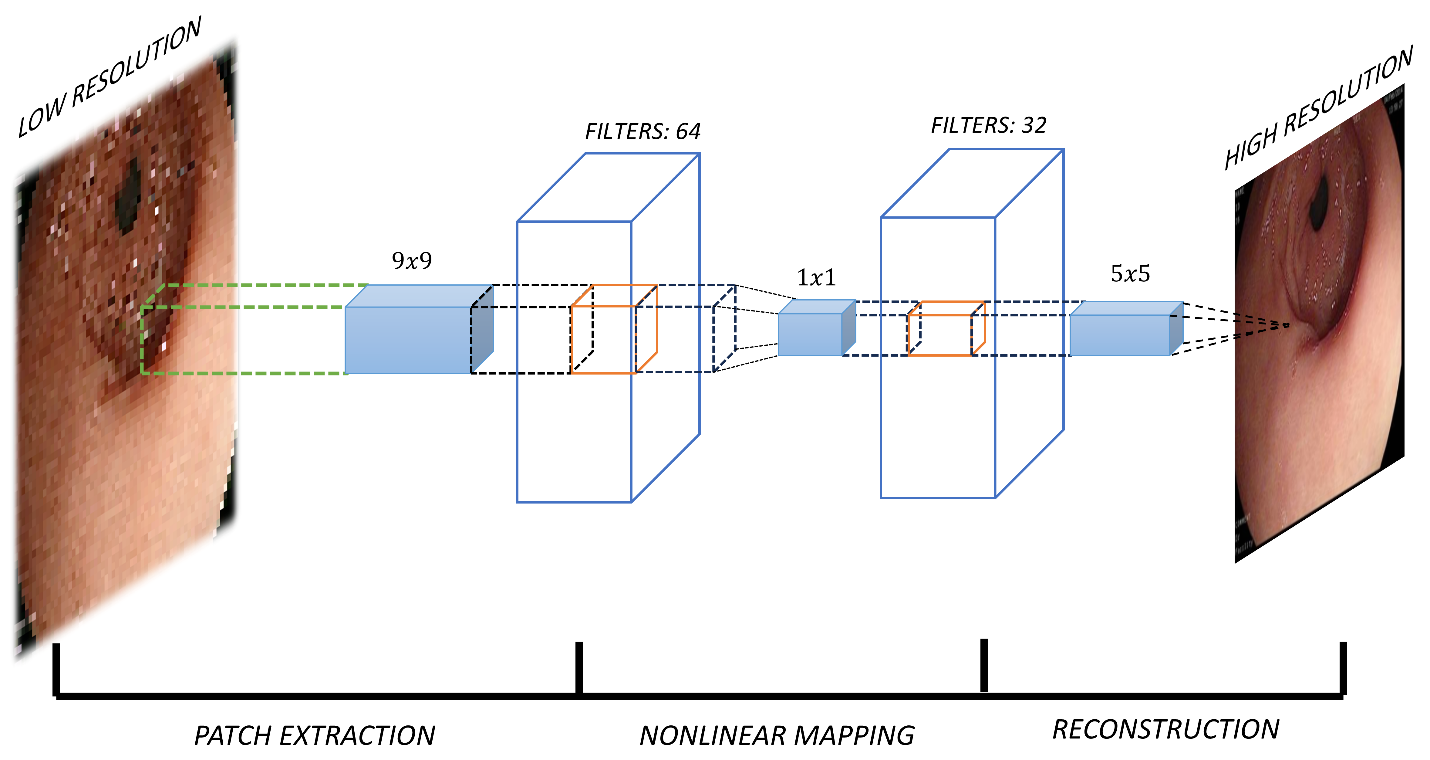 LOW RESOLUTION
FILTERS: 64
FILTERS: 32
HIGH RESOLUTION
9x9
1x1
5x5
PATCH EXTRACTION
NONLINEAR MAPPING
RECONSTRUCTION